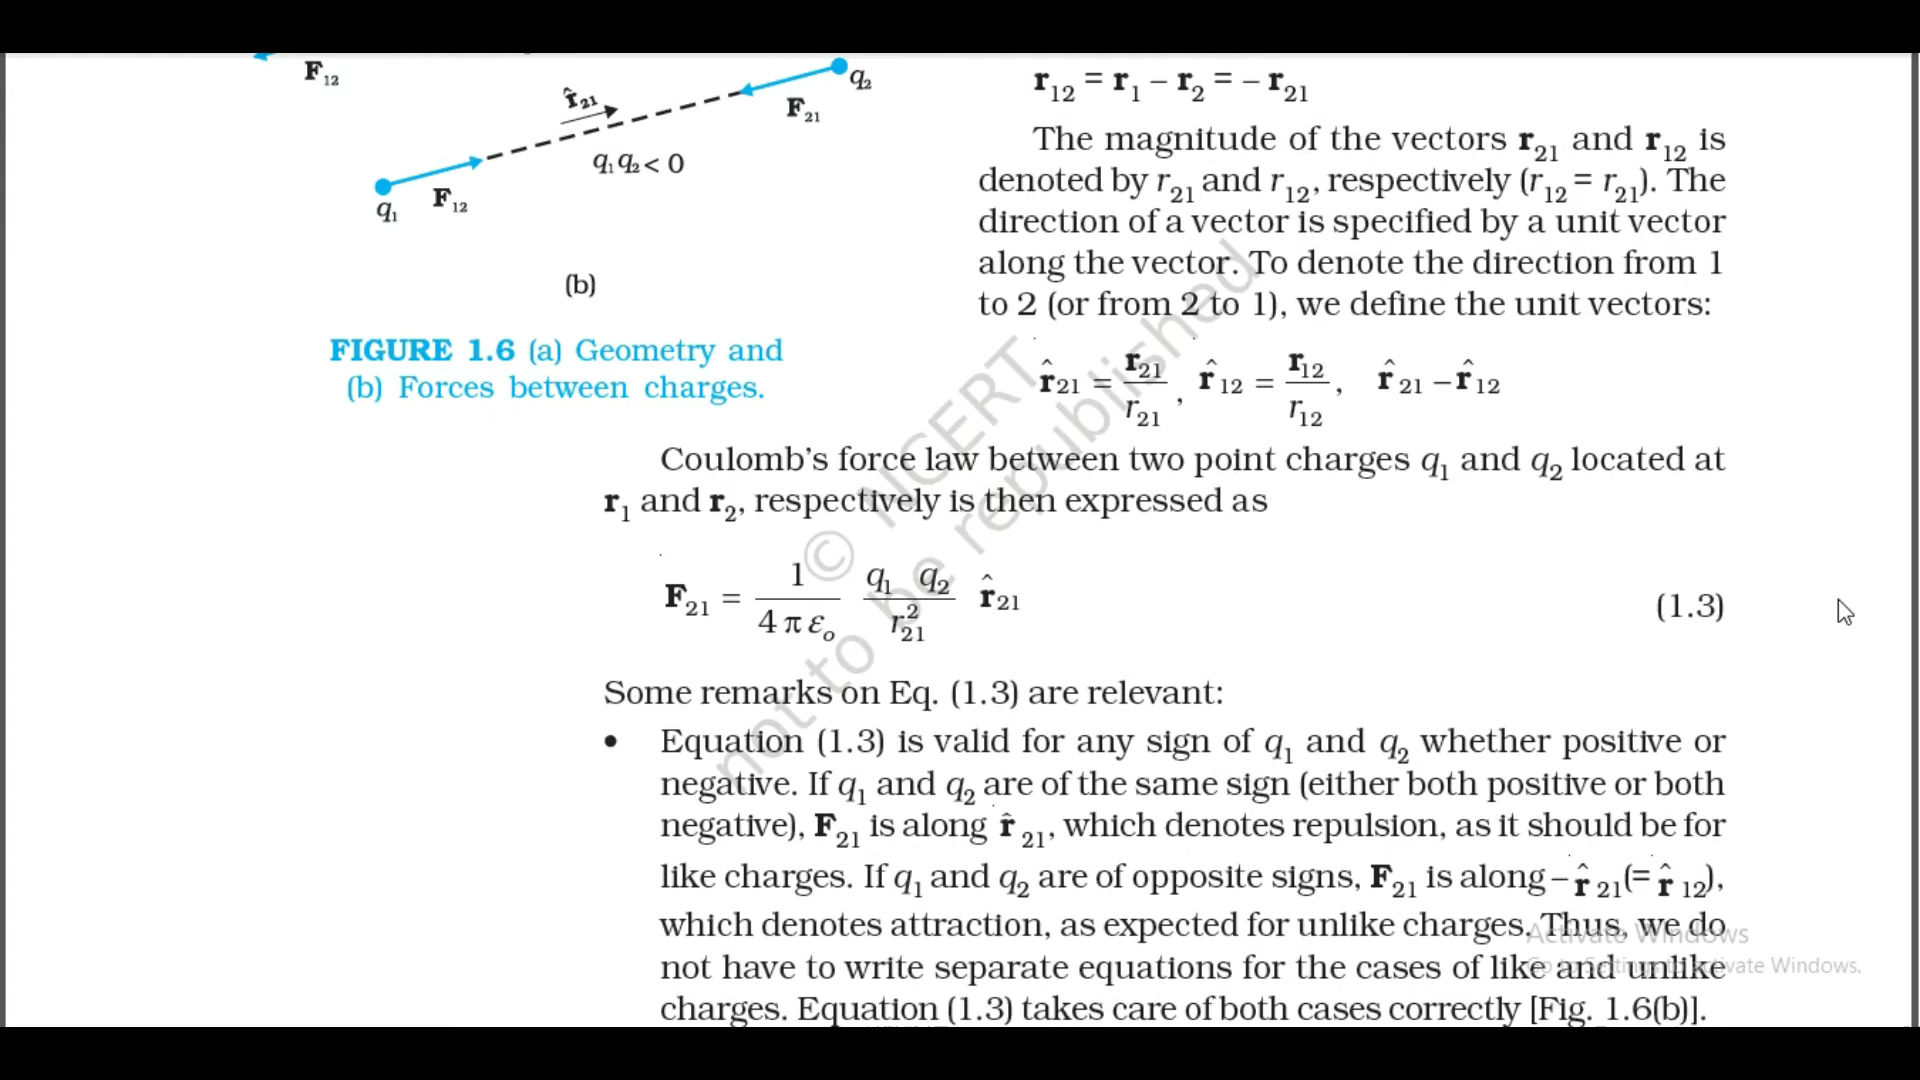 F12
r̂21
q2
F21
q1q2 < 0
q1
F12
(b)
FIGURE 1.6 (a) Geometry and
(b) Forces between charges.
r12 = r1 – r2 = – r21
The magnitude of the vectors r21 and r12 is
denoted by r21 and r12, respectively (r12 = r21). The
direction of a vector is specified by a unit vector
along the vector. To denote the direction from 1
to 2 (or from 2 to 1), we define the unit vectors:
r̂21 = r21/r21, r̂12 = r12/r12, r̂21 – r̂12
Coulomb's force law between two point charges q1 and q2 located at
r1 and r2, respectively is then expressed as
F21 = 1/(4 π εo) q1 q2/r21² r̂21 (1.3)
Some remarks on Eq. (1.3) are relevant:
• Equation (1.3) is valid for any sign of q1 and q2 whether positive or
negative. If q1 and q2 are of the same sign (either both positive or both
negative), F21 is along r̂21, which denotes repulsion, as it should be for
like charges. If q1 and q2 are of opposite signs, F21 is along – r̂21(= r̂12),
which denotes attraction, as expected for unlike charges. Thus, we do
not have to write separate equations for the cases of like and unlike
charges. Equation (1.3) takes care of both cases correctly [Fig. 1.6(b)].
© NCERT
not to be republished
Activate Windows
Go to Settings to activate Windows.